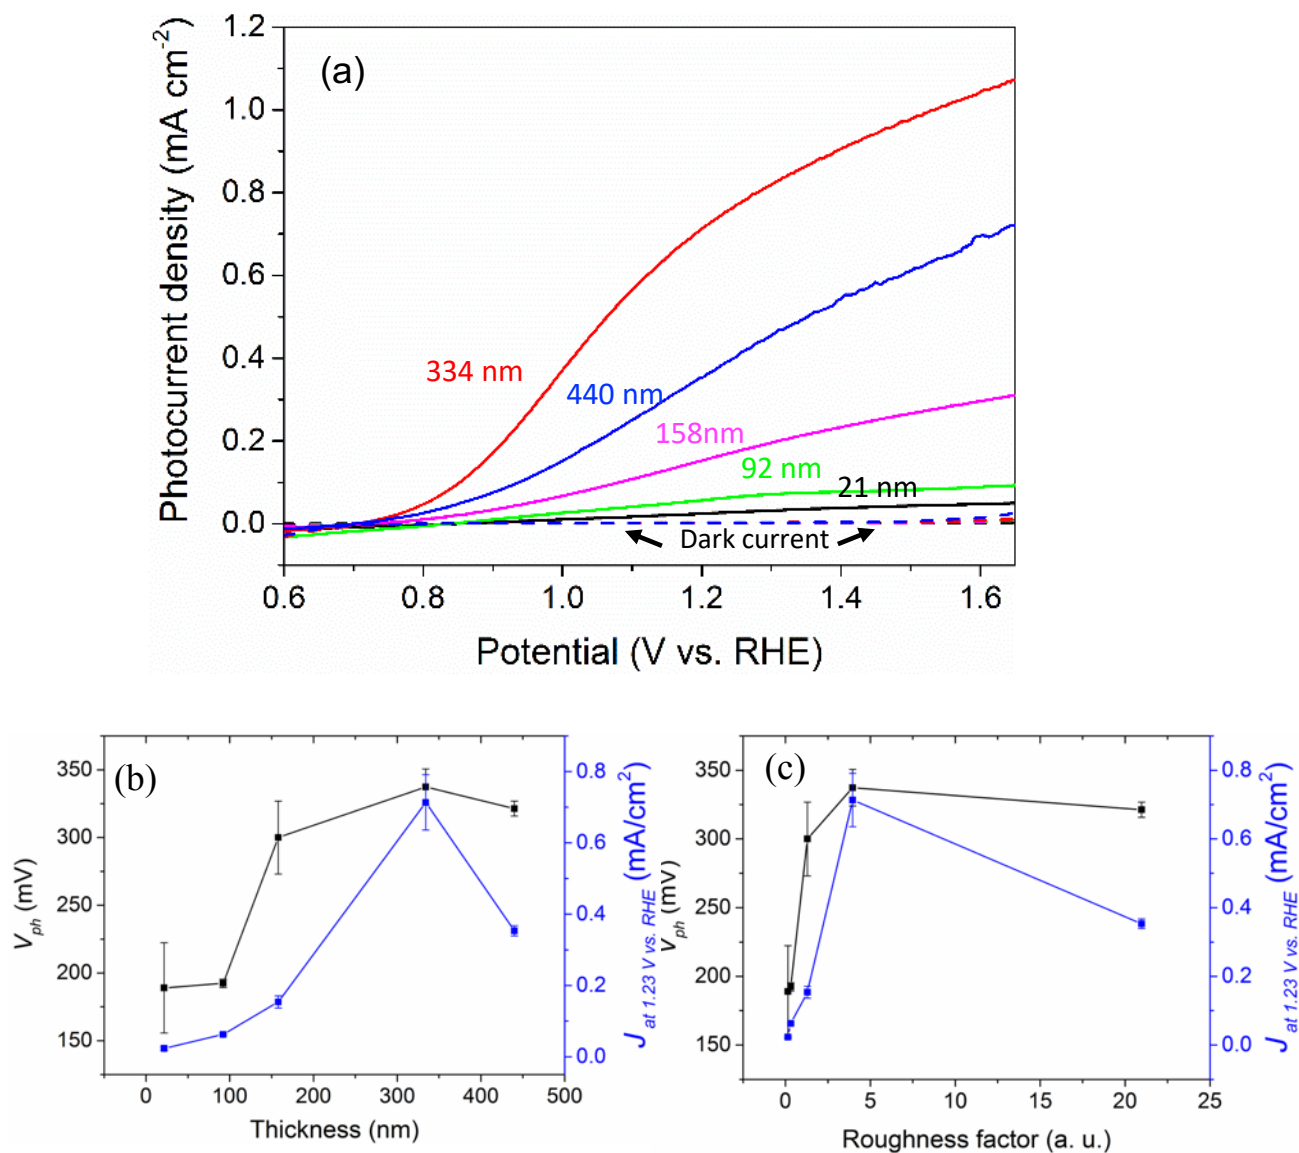 (a)
Photocurrent density (mA cm-2)
1.2
1.0
0.8
0.6
0.4
0.2
0.0
334 nm
440 nm
158nm
92 nm
21 nm
Dark current
0.6 0.8 1.0 1.2 1.4 1.6
Potential (V vs. RHE)
(b)
Vph (mV)
350
300
250
200
150
0.8
0.6
0.4
0.2
0.0
J at 1.23 V vs. RHE (mA/cm2)
0 100 200 300 400 500
Thickness (nm)
(c)
Vph (mV)
350
300
250
200
150
0.8
0.6
0.4
0.2
0.0
J at 1.23 V vs. RHE (mA/cm2)
0 5 10 15 20 25
Roughness factor (a. u.)